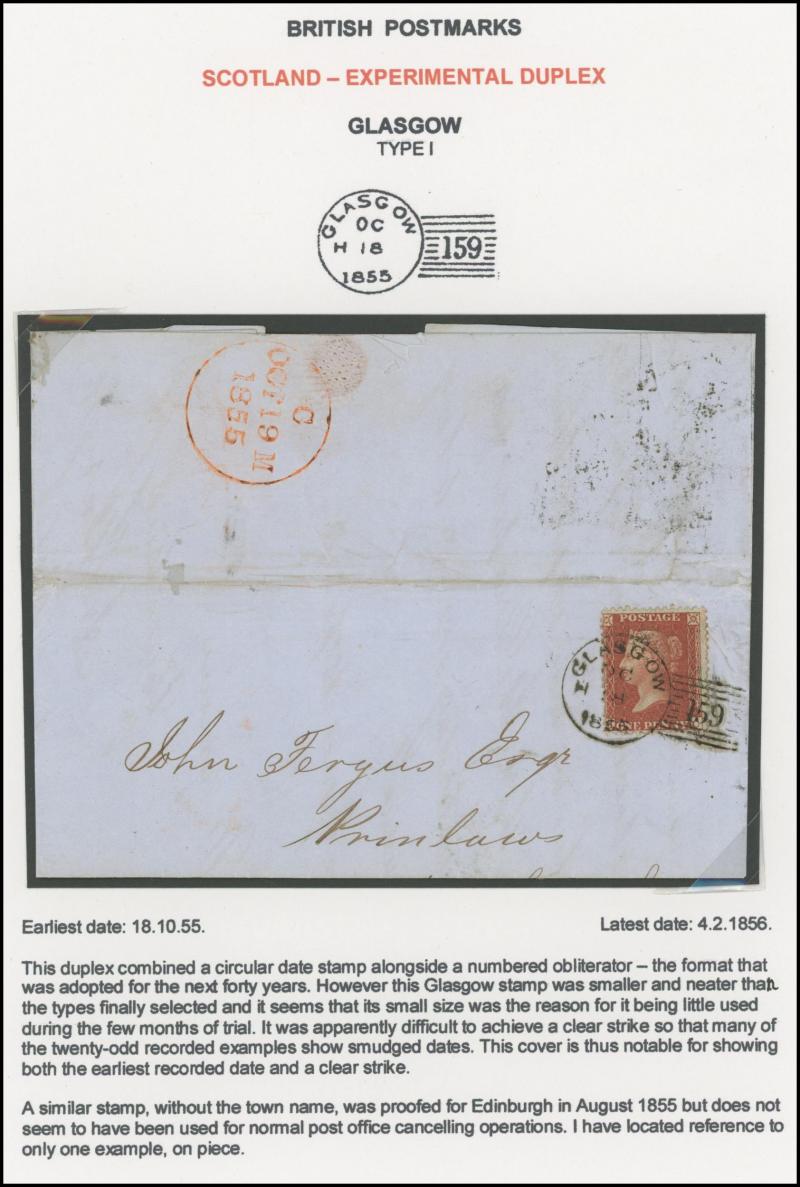 BRITISH POSTMARKS
SCOTLAND – EXPERIMENTAL DUPLEX
GLASGOW
TYPE I
GLASGOW
OC
H 18
1855
159
C
OCT 19 M
1855
POSTAGE
GLASGOW
OC
1855
159
ONE PENNY
John Fergus Esqr
Prinlaws
Earliest date: 18.10.55.
Latest date: 4.2.1856.
This duplex combined a circular date stamp alongside a numbered obliterator – the format that
was adopted for the next forty years. However this Glasgow stamp was smaller and neater than
the types finally selected and it seems that its small size was the reason for it being little used
during the few months of trial. It was apparently difficult to achieve a clear strike so that many of
the twenty-odd recorded examples show smudged dates. This cover is thus notable for showing
both the earliest recorded date and a clear strike.
A similar stamp, without the town name, was proofed for Edinburgh in August 1855 but does not
seem to have been used for normal post office cancelling operations. I have located reference to
only one example, on piece.